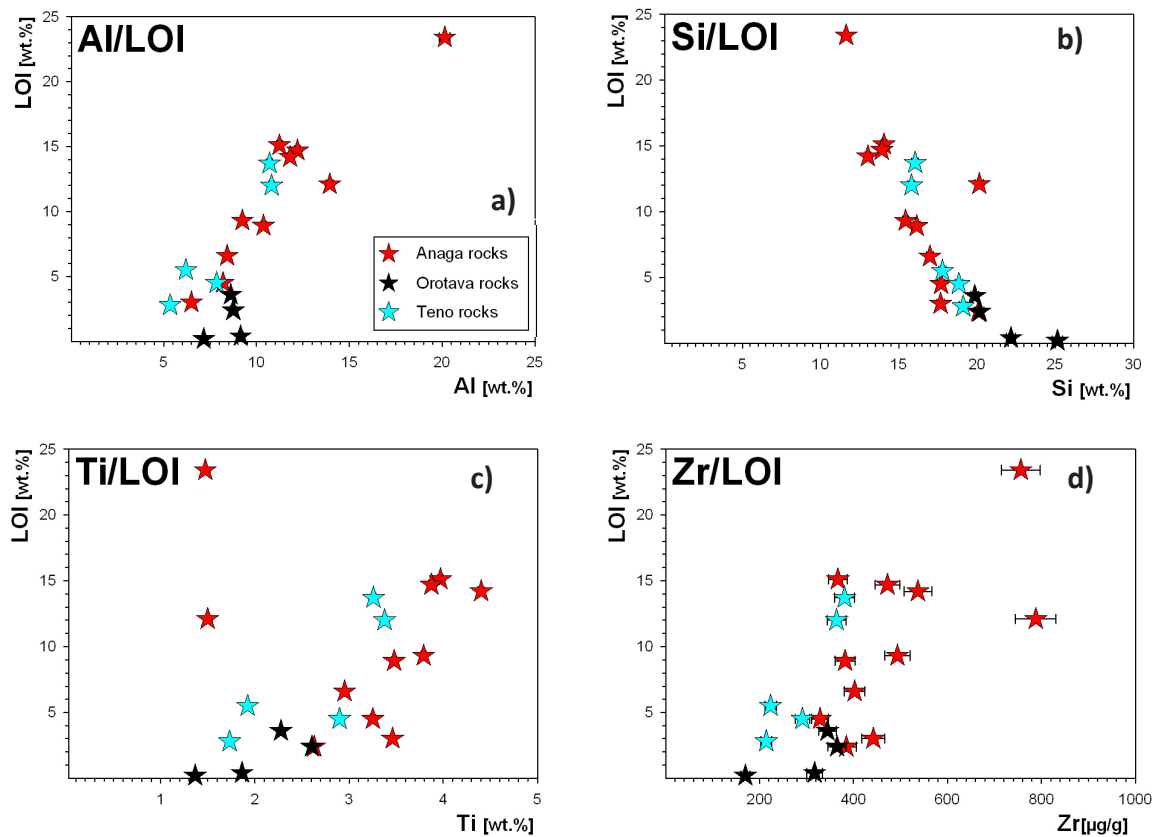 Al/LOI
a)
LOI [wt.%]
25
20
15
10
5
Anaga rocks
Orotava rocks
Teno rocks
5 10 15 20 25
Al [wt.%]
Si/LOI
b)
LOI [wt.%]
25
20
15
10
5
5 10 15 20 25 30
Si [wt.%]
Ti/LOI
c)
LOI [wt.%]
25
20
15
10
5
1 2 3 4 5
Ti [wt.%]
Zr/LOI
d)
LOI [wt.%]
25
20
15
10
5
200 400 600 800 1000
Zr[µg/g]